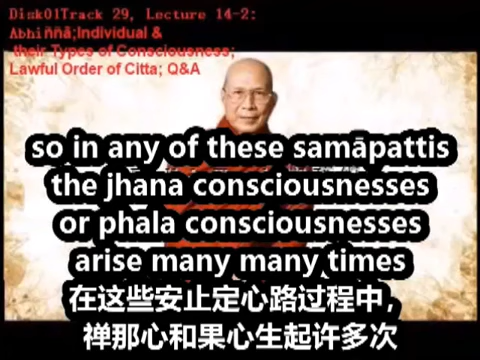 Disk01Track 29, Lecture 14-2:
Abhiññā;Individual &
their Types of Consciousness;
Lawful Order of Citta; Q&A
so in any of these samāpattis
the jhana consciousnesses
or phala consciousnesses
arise many many times
在这些安止定心路过程中，
禅那心和果心生起许多次